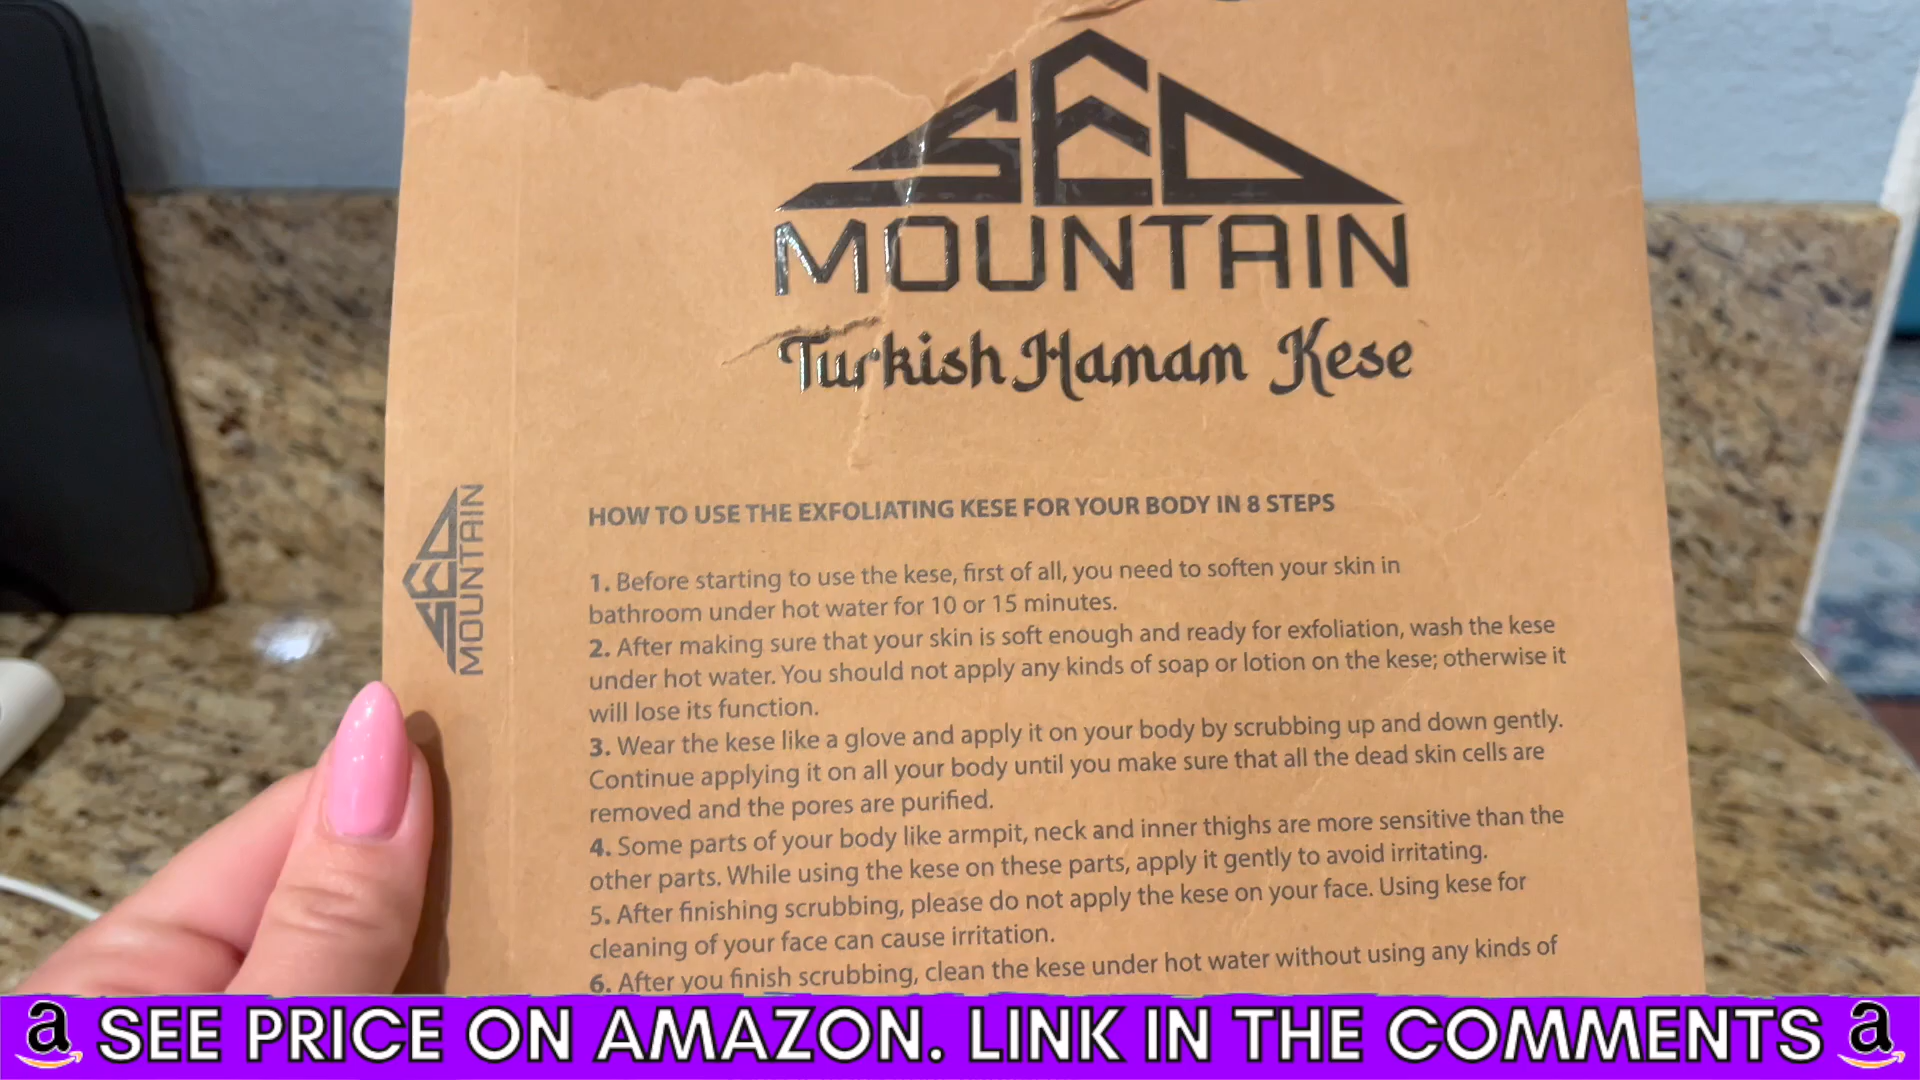 SED
MOUNTAIN
Turkish Hamam Kese
SED
MOUNTAIN
HOW TO USE THE EXFOLIATING KESE FOR YOUR BODY IN 8 STEPS
1. Before starting to use the kese, first of all, you need to soften your skin in
bathroom under hot water for 10 or 15 minutes.
2. After making sure that your skin is soft enough and ready for exfoliation, wash the kese
under hot water. You should not apply any kinds of soap or lotion on the kese; otherwise it
will lose its function.
3. Wear the kese like a glove and apply it on your body by scrubbing up and down gently.
Continue applying it on all your body until you make sure that all the dead skin cells are
removed and the pores are purified.
4. Some parts of your body like armpit, neck and inner thighs are more sensitive than the
other parts. While using the kese on these parts, apply it gently to avoid irritating.
5. After finishing scrubbing, please do not apply the kese on your face. Using kese for
cleaning of your face can cause irritation.
6. After you finish scrubbing, clean the kese under hot water without using any kinds of
a SEE PRICE ON AMAZON. LINK IN THE COMMENTS a